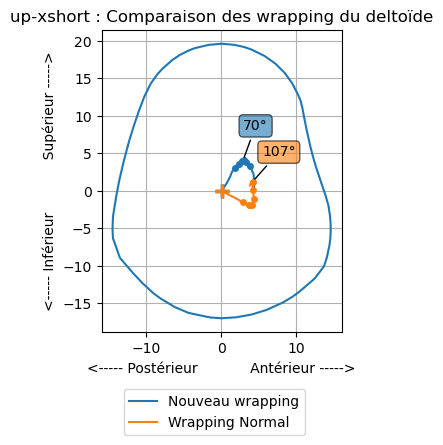 up-xshort : Comparaison des wrapping du deltoïde
<----- Inférieur          Supérieur ----->
20
15
10
5
0
−5
−10
−15
70°
107°
−10 0 10
<----- Postérieur          Antérieur ----->
Nouveau wrapping
Wrapping Normal